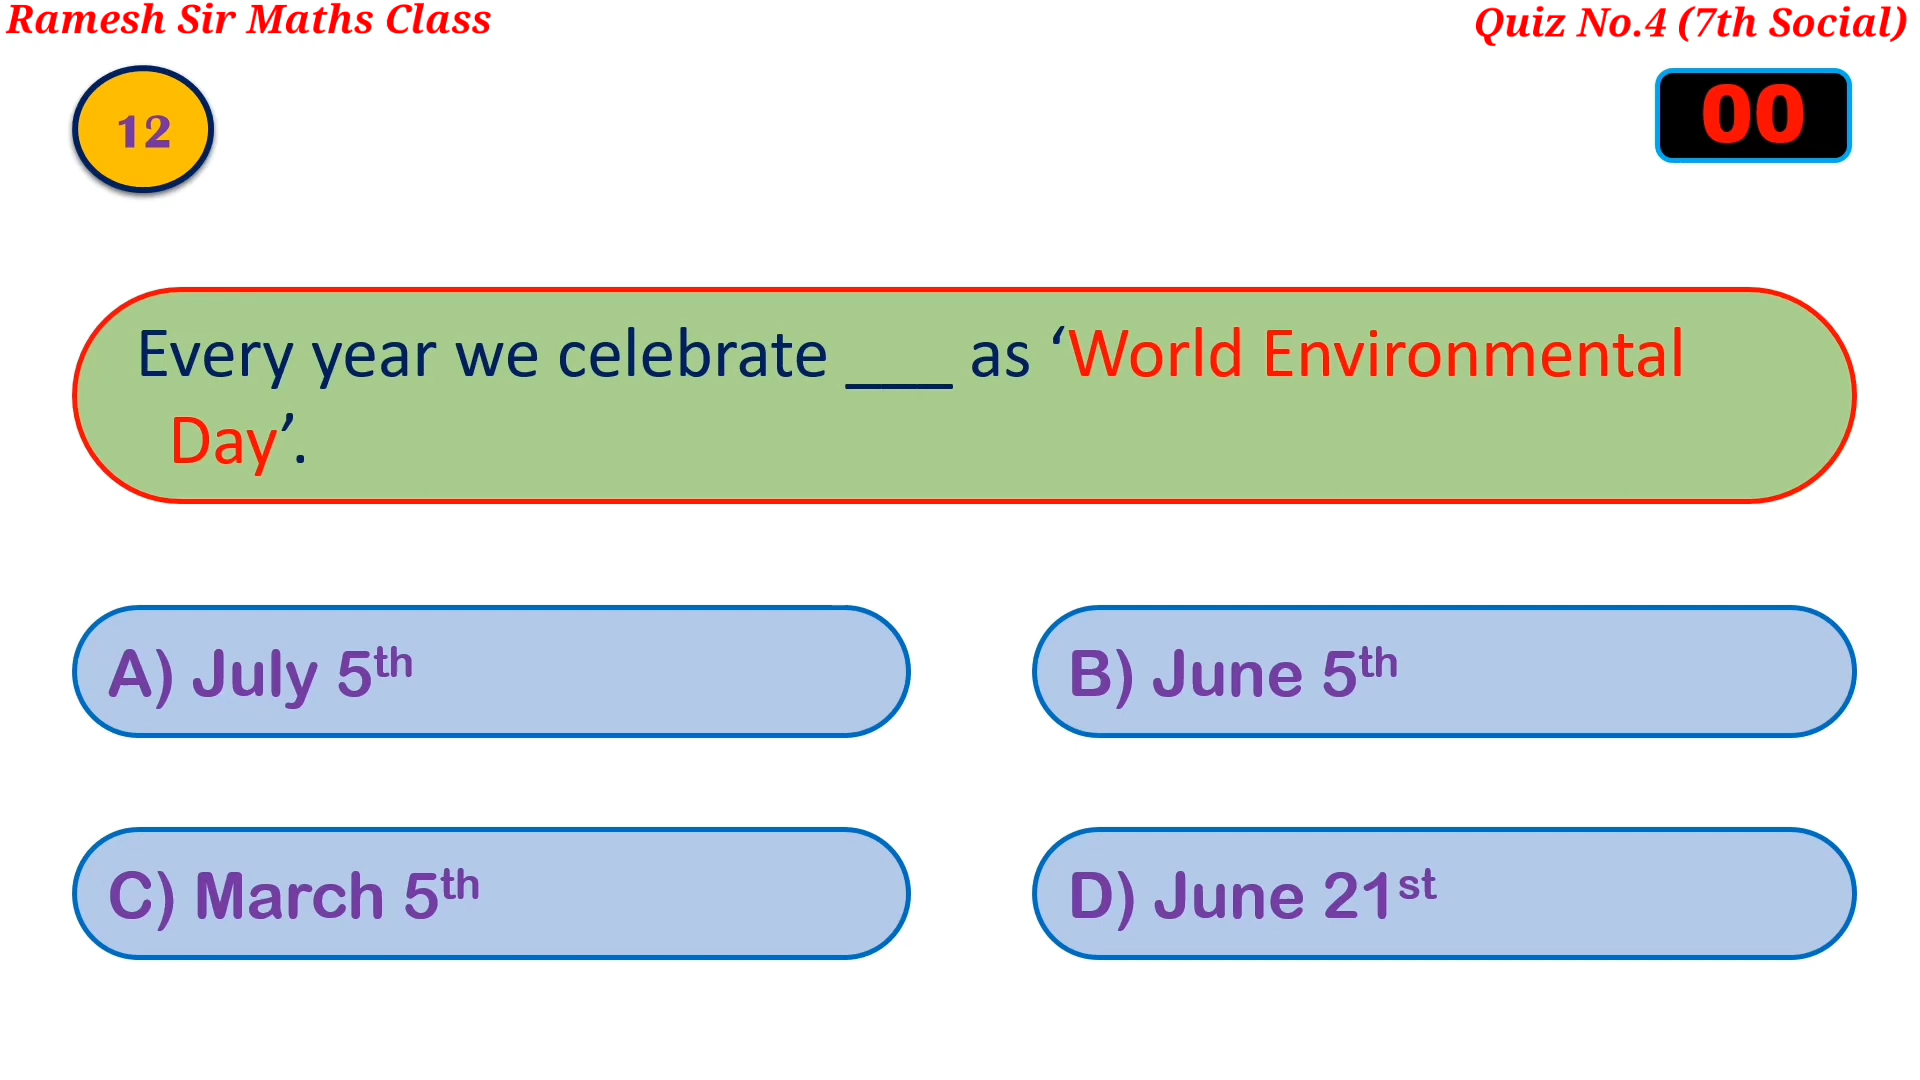 Ramesh Sir Maths Class
Quiz No.4 (7th Social)
12
00
Every year we celebrate ___ as ‘World Environmental
Day’.
A) July 5th
B) June 5th
C) March 5th
D) June 21st